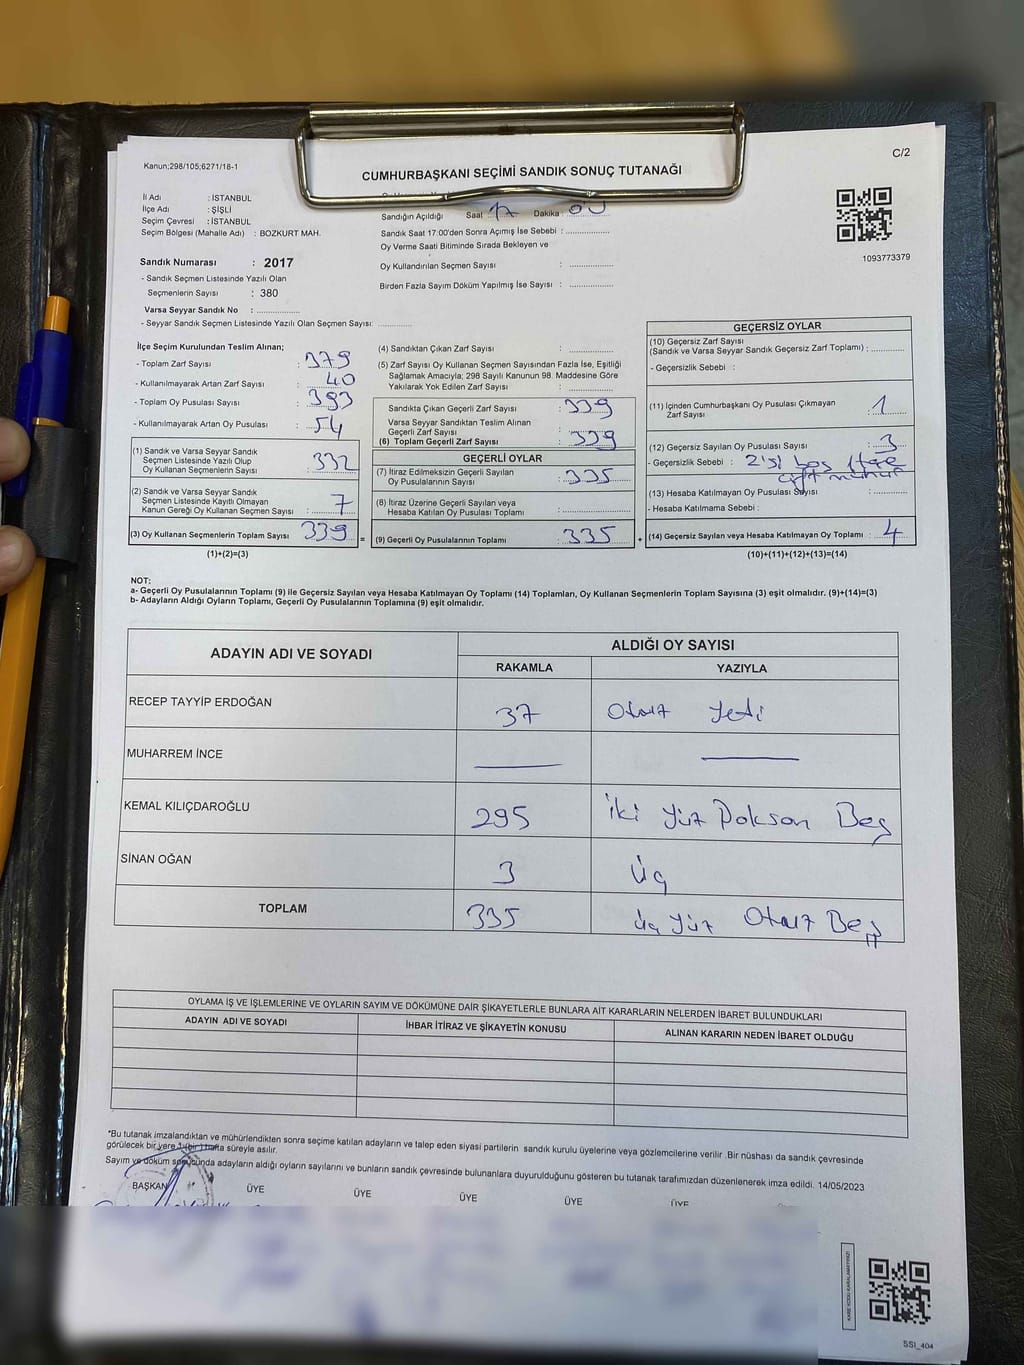 Kanun;298/105;6271/18-1
C/2
CUMHURBAŞKANI SEÇİMİ SANDIK SONUÇ TUTANAĞI
İl Adı : İSTANBUL
İlçe Adı : ŞİŞLİ
Seçim Çevresi : İSTANBUL
Seçim Bölgesi (Mahalle Adı) : BOZKURT MAH.
Sandık Numarası : 2017
- Sandık Seçmen Listesinde Yazılı Olan
Seçmenlerin Sayısı : 380
Varsa Seyyar Sandık No : ..................
- Seyyar Sandık Seçmen Listesinde Yazılı Olan Seçmen Sayısı: ............
Sandığın Açıldığı Saat 17 Dakika : 00
Sandık Saat 17:00'den Sonra Açımış İse Sebebi : ..................
Oy Verme Saati Bitiminde Sırada Bekleyen ve
Oy Kullandırılan Seçmen Sayısı : ..................
Birden Fazla Sayım Döküm Yapılmış İse Sayısı : ..................
1093773379
İlçe Seçim Kurulundan Teslim Alınan;
- Toplam Zarf Sayısı : 379
- Kullanılmayarak Artan Zarf Sayısı : 40
- Toplam Oy Pusulası Sayısı : 393
- Kullanılmayarak Artan Oy Pusulası : 54
(1) Sandık ve Varsa Seyyar Sandık
Seçmen Listesinde Yazılı Olup
Oy Kullanan Seçmenlerin Sayısı : 332
(2) Sandık ve Varsa Seyyar Sandık
Seçmen Listesinde Kayıtlı Olmayan
Kanun Gereği Oy Kullanan Seçmen Sayısı : 7
(3) Oy Kullanan Seçmenlerin Toplam Sayısı : 339 =
(1)+(2)=(3)
(4) Sandıktan Çıkan Zarf Sayısı : ..................
(5) Zarf Sayısı Oy Kullanan Seçmen Sayısından Fazla İse, Eşitliği
Sağlamak Amacıyla; 298 Sayılı Kanunun 98. Maddesine Göre
Yakılarak Yok Edilen Zarf Sayısı : ..................
Sandıkta Çıkan Geçerli Zarf Sayısı : 339
Varsa Seyyar Sandıktan Teslim Alınan
Geçerli Zarf Sayısı :
(6) Toplam Geçerli Zarf Sayısı : 339
GEÇERLİ OYLAR
(7) İtiraz Edilmeksizin Geçerli Sayılan
Oy Pusulalarının Sayısı : 335
(8) İtiraz Üzerine Geçerli Sayılan veya
Hesaba Katılan Oy Pusulası Toplamı : ..................
(9) Geçerli Oy Pusulalarının Toplamı : 335 +
GEÇERSİZ OYLAR
(10) Geçersiz Zarf Sayısı
(Sandık ve Varsa Seyyar Sandık Geçersiz Zarf Toplamı) : ............
- Geçersizlik Sebebi :
(11) İçinden Cumhurbaşkanı Oy Pusulası Çıkmayan
Zarf Sayısı : 1
(12) Geçersiz Sayılan Oy Pusulası Sayısı : 3
- Geçersizlik Sebebi : 2'si boş 1 tane
çift mühür
(13) Hesaba Katılmayan Oy Pusulası Sayısı : ............
- Hesaba Katılmama Sebebi :
(14) Geçersiz Sayılan veya Hesaba Katılmayan Oy Toplamı : 4
(10)+(11)+(12)+(13)=(14)
NOT:
a- Geçerli Oy Pusulalarının Toplamı (9) ile Geçersiz Sayılan veya Hesaba Katılmayan Oy Toplamı (14) Toplamları, Oy Kullanan Seçmenlerin Toplam Sayısına (3) eşit olmalıdır. (9)+(14)=(3)
b- Adayların Aldığı Oyların Toplamı, Geçerli Oy Pusulalarının Toplamına (9) eşit olmalıdır.
ADAYIN ADI VE SOYADI
ALDIĞI OY SAYISI
RAKAMLA YAZIYLA
RECEP TAYYİP ERDOĞAN 37 Otuz Yedi
MUHARREM İNCE
KEMAL KILIÇDAROĞLU 295 İki Yüz Doksan Beş
SİNAN OĞAN 3 Üç
TOPLAM 335 Üç Yüz Otuz Beş
OYLAMA İŞ VE İŞLEMLERİNE VE OYLARIN SAYIM VE DÖKÜMÜNE DAİR ŞİKAYETLERLE BUNLARA AİT KARARLARIN NELERDEN İBARET BULUNDUKLARI
ADAYIN ADI VE SOYADI İHBAR İTİRAZ VE ŞİKAYETİN KONUSU ALINAN KARARIN NEDEN İBARET OLDUĞU
*Bu tutanak imzalandıktan ve mühürlendikten sonra seçime katılan adayların ve talep eden siyasi partilerin sandık kurulu üyelerine veya gözlemcilerine verilir .Bir nüshası da sandık çevresinde
görülecek bir yere 1 (bir ) hafta süreyle asılır.
Sayım ve döküm sonucunda adayların aldığı oyların sayılarını ve bunların sandık çevresinde bulunanlara duyurulduğunu gösteren bu tutanak tarafımızdan düzenlenerek imza edildi. 14/05/2023
BAŞKAN ÜYE ÜYE ÜYE ÜYE ÜYE
KARE KODU KARALAMAYINIZ!
SSI_404